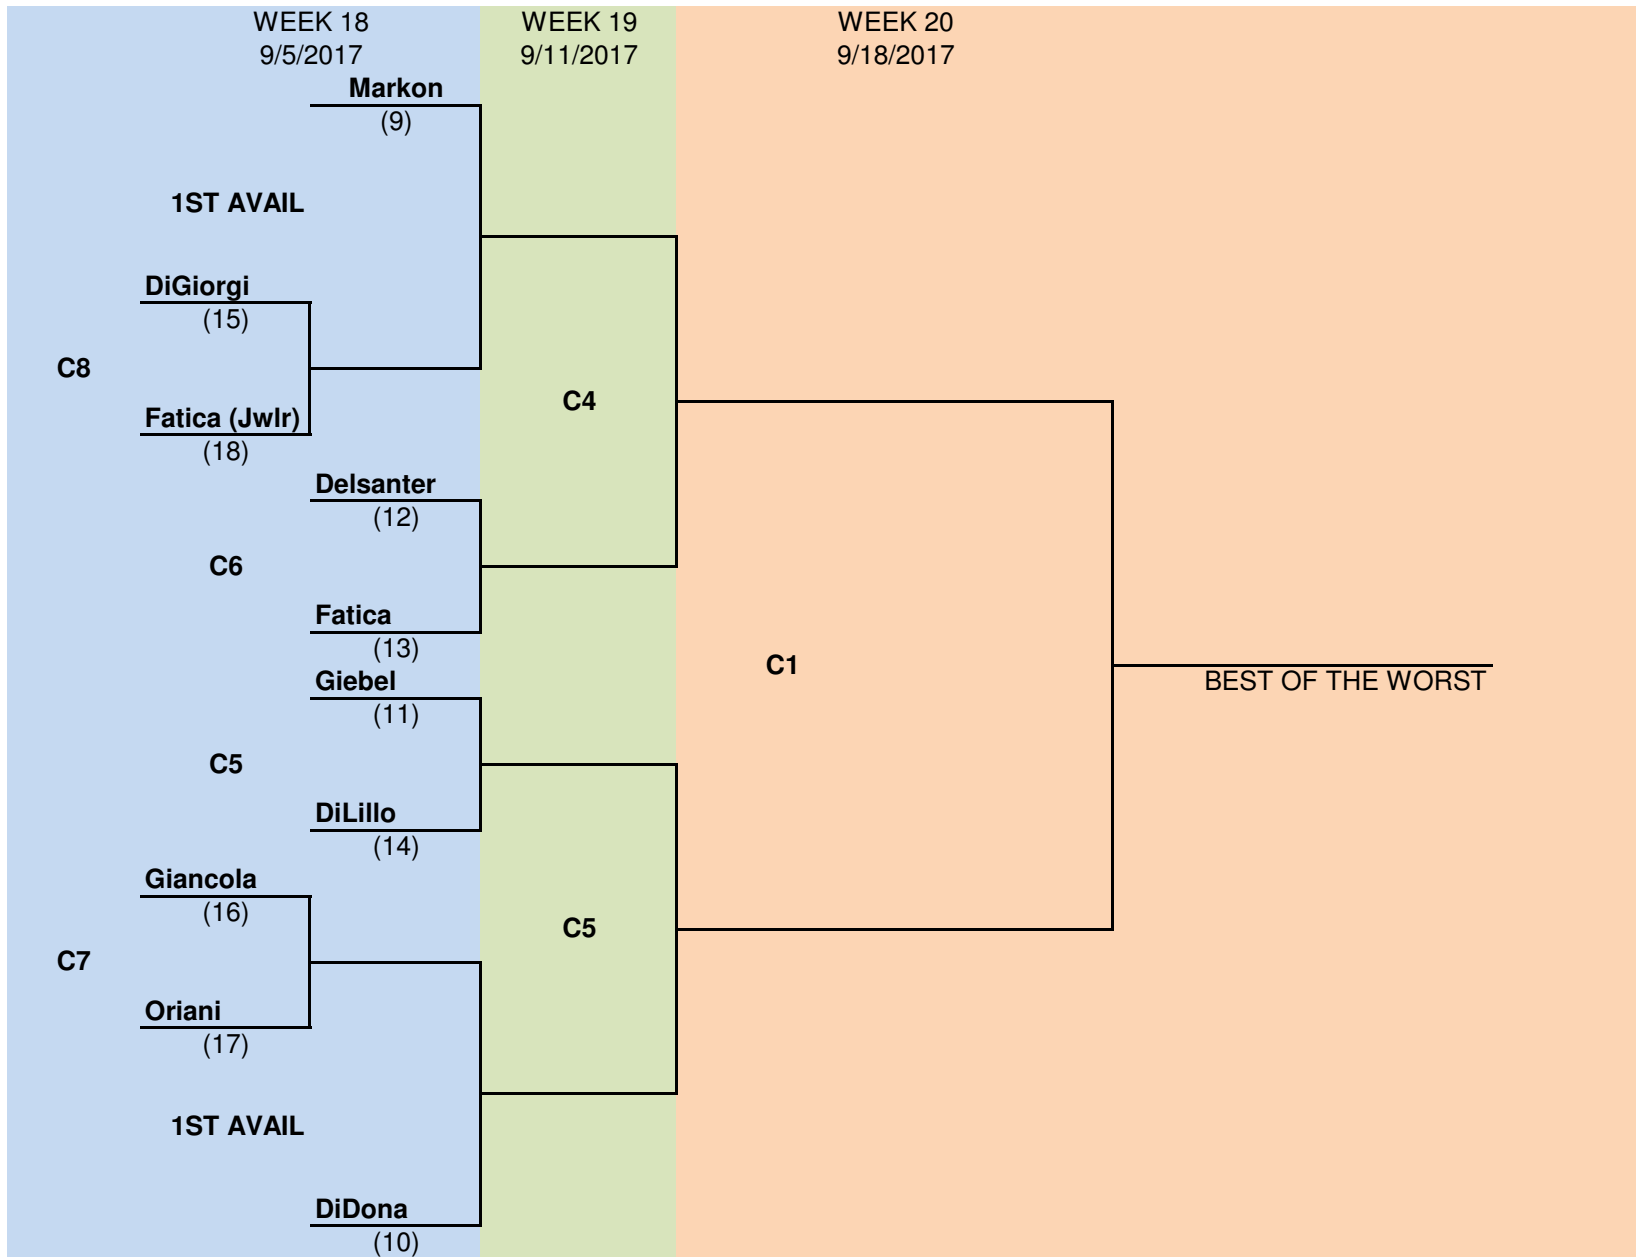 WEEK 18
9/5/2017
WEEK 19
9/11/2017
WEEK 20
9/18/2017
Markon
(9)
1ST AVAIL
DiGiorgi
(15)
C8
Fatica (Jwlr)
(18)
C4
Delsanter
(12)
C6
Fatica
(13)
C1
BEST OF THE WORST
Giebel
(11)
C5
DiLillo
(14)
Giancola
(16)
C5
C7
Oriani
(17)
1ST AVAIL
DiDona
(10)